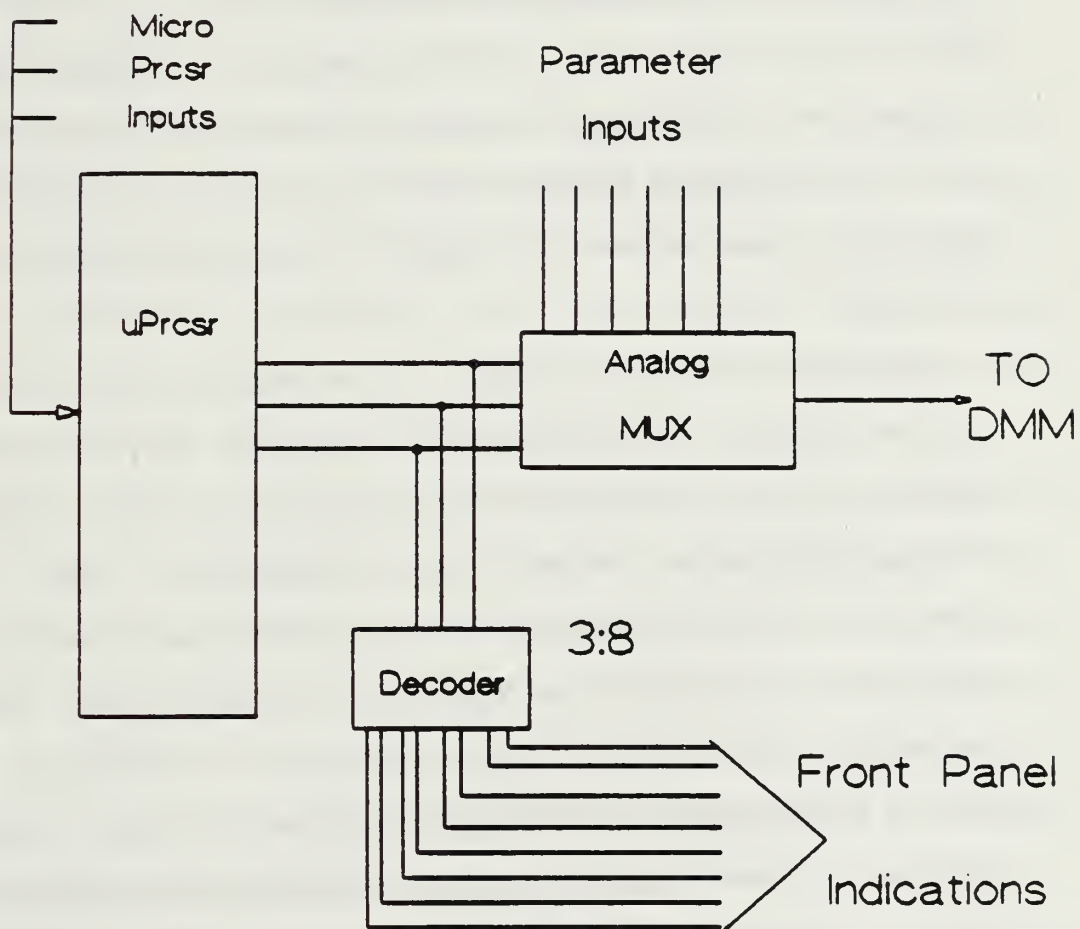 Micro
Prcsr
Inputs
Parameter
Inputs
uPrcsr
Analog
MUX
TO
DMM
3:8
Decoder
Front Panel
Indications